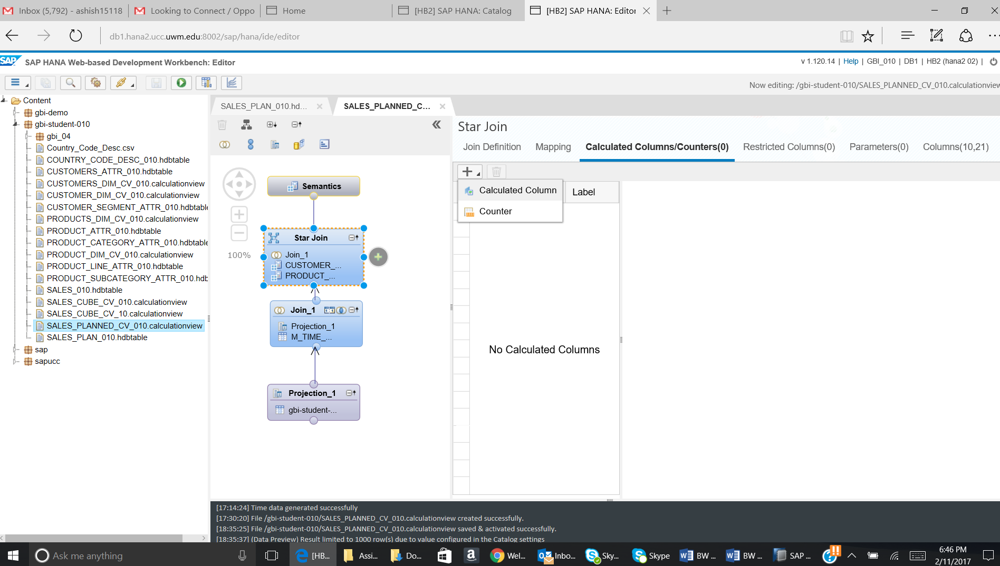 Inbox (5,792) - ashish15118
Looking to Connect / Oppo
Home
[HB2] SAP HANA: Catalog
[HB2] SAP HANA: Editor
db1.hana2.ucc.uwm.edu:8002/sap/hana/ide/editor
SAP
SAP HANA Web-based Development Workbench: Editor
v 1.120.14 | Help | GBI_010 | DB1 | HB2 (hana2 02) |
Now editing: /gbi-student-010/SALES_PLANNED_CV_010.calculationview
Content
gbi-demo
gbi-student-010
gbi_04
Country_Code_Desc.csv
COUNTRY_CODE_DESC_010.hdbtable
CUSTOMERS_ATTR_010.hdbtable
CUSTOMERS_DIM_CV_010.calculationview
CUSTOMER_DIM_CV_010.calculationview
CUSTOMER_SEGMENT_ATTR_010.hdbtable
PRODUCTS_DIM_CV_010.calculationview
PRODUCT_ATTR_010.hdbtable
PRODUCT_CATEGORY_ATTR_010.hdbtable
PRODUCT_DIM_CV_010.calculationview
PRODUCT_LINE_ATTR_010.hdbtable
PRODUCT_SUBCATEGORY_ATTR_010.hdb
SALES_010.hdbtable
SALES_CUBE_CV_010.calculationview
SALES_CUBE_CV_10.calculationview
SALES_PLANNED_CV_010.calculationview
SALES_PLAN_010.hdbtable
sap
sapucc
SALES_PLAN_010.hd...
SALES_PLANNED_C...
100%
Semantics
Star Join
Join_1
CUSTOMER_...
PRODUCT_...
Join_1
Projection_1
M_TIME_...
Projection_1
gbi-student-...
Star Join
Join Definition
Mapping
Calculated Columns/Counters(0)
Restricted Columns(0)
Parameters(0)
Columns(10,21)
Calculated Column
Counter
Label
No Calculated Columns
[17:14:24] Time data generated successfully
[17:30:20] File /gbi-student-010/SALES_PLANNED_CV_010.calculationview created successfully.
[18:35:25] File /gbi-student-010/SALES_PLANNED_CV_010.calculationview saved & activated successfully.
[18:35:37] (Data Preview) Result limited to 1000 row(s) due to value configured in the Catalog settings
Ask me anything
[HB...
Assi...
Do...
Wel...
Inbo...
Sky...
Skype
BW ...
BW ...
SAP ...
6:46 PM
2/11/2017